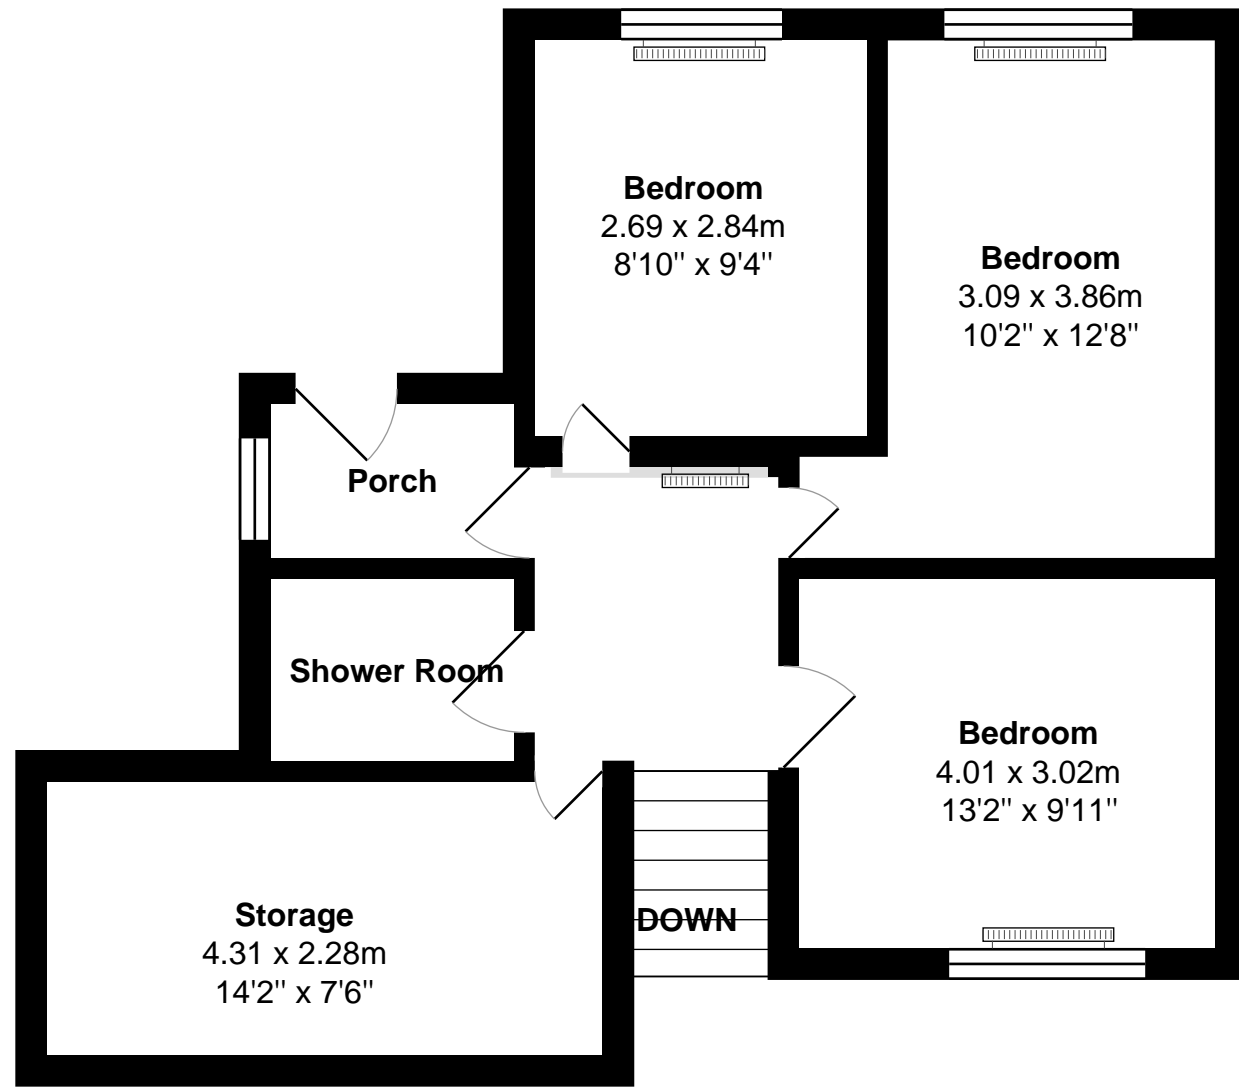 Bedroom
2.69 x 2.84m
8'10" x 9'4"
Bedroom
3.09 x 3.86m
10'2" x 12'8"
Porch
Shower Room
Bedroom
4.01 x 3.02m
13'2" x 9'11"
Storage
4.31 x 2.28m
14'2" x 7'6"
DOWN